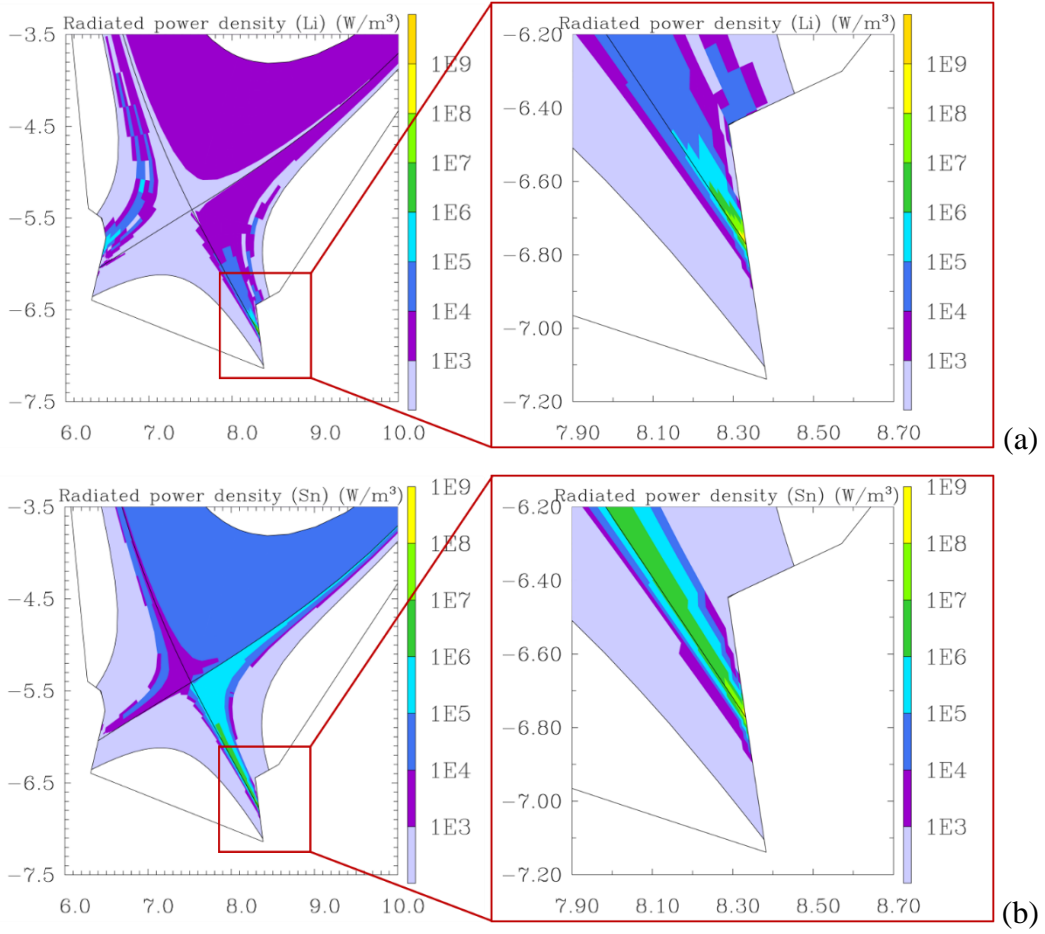 Radiated power density (Li) (W/m³)
-3.5
-4.5
-5.5
-6.5
-7.5
6.0 7.0 8.0 9.0 10.0
1E9
1E8
1E7
1E6
1E5
1E4
1E3
Radiated power density (Li) (W/m³)
-6.20
-6.40
-6.60
-6.80
-7.00
-7.20
7.90 8.10 8.30 8.50 8.70
1E9
1E8
1E7
1E6
1E5
1E4
1E3
(a)
Radiated power density (Sn) (W/m³)
-3.5
-4.5
-5.5
-6.5
-7.5
6.0 7.0 8.0 9.0 10.0
1E9
1E8
1E7
1E6
1E5
1E4
1E3
Radiated power density (Sn) (W/m³)
-6.20
-6.40
-6.60
-6.80
-7.00
-7.20
7.90 8.10 8.30 8.50 8.70
1E9
1E8
1E7
1E6
1E5
1E4
1E3
(b)